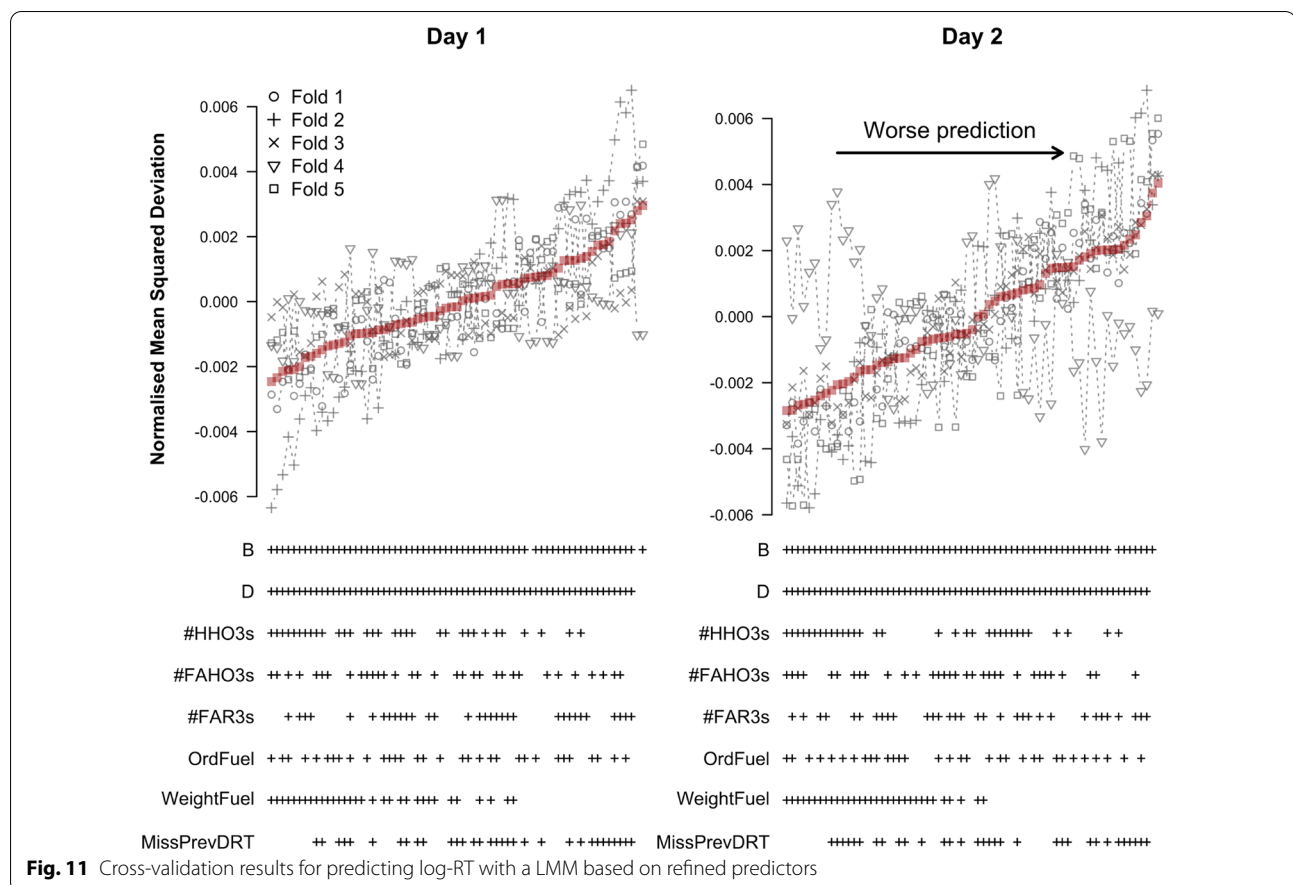 Day 1
Day 2
Normalised Mean Squared Deviation
0.006
0.004
0.002
0.000
-0.002
-0.004
-0.006
Fold 1
Fold 2
Fold 3
Fold 4
Fold 5
0.006
0.004
0.002
0.000
-0.002
-0.004
-0.006
Worse prediction
B
D
#HHO3s
#FAHO3s
#FAR3s
OrdFuel
WeightFuel
MissPrevDRT
B
D
#HHO3s
#FAHO3s
#FAR3s
OrdFuel
WeightFuel
MissPrevDRT
Fig. 11 Cross-validation results for predicting log-RT with a LMM based on refined predictors